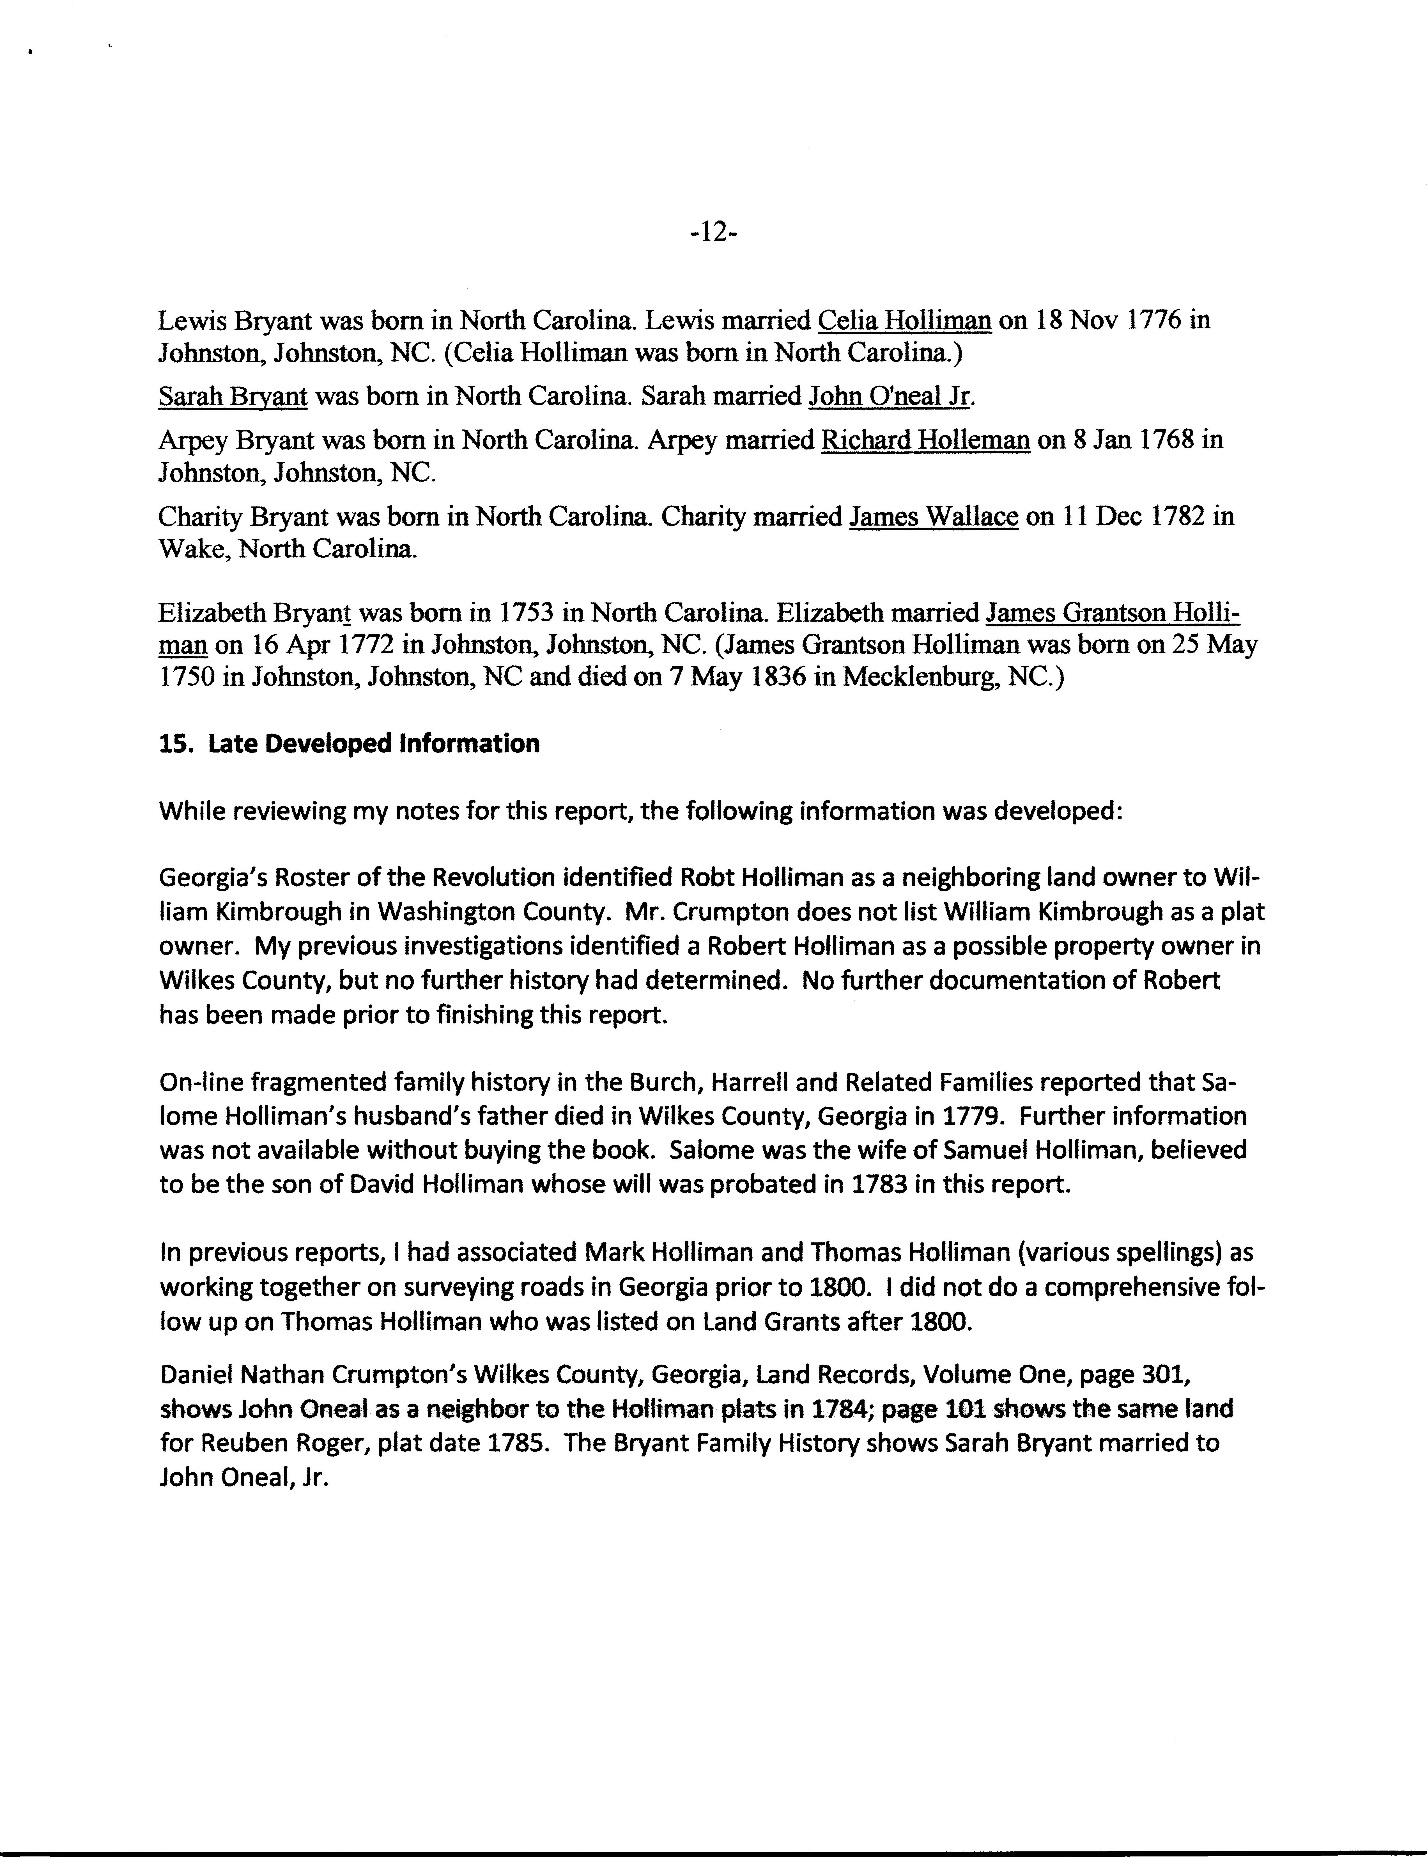 -12-
Lewis Bryant was born in North Carolina. Lewis married Celia Holliman on 18 Nov 1776 in
Johnston, Johnston, NC. (Celia Holliman was born in North Carolina.)
Sarah Bryant was born in North Carolina. Sarah married John O'neal Jr.
Arpey Bryant was born in North Carolina. Arpey married Richard Holleman on 8 Jan 1768 in
Johnston, Johnston, NC.
Charity Bryant was born in North Carolina. Charity married James Wallace on 11 Dec 1782 in
Wake, North Carolina.
Elizabeth Bryant was born in 1753 in North Carolina. Elizabeth married James Grantson Holli-
man on 16 Apr 1772 in Johnston, Johnston, NC. (James Grantson Holliman was born on 25 May
1750 in Johnston, Johnston, NC and died on 7 May 1836 in Mecklenburg, NC.)
15. Late Developed Information
While reviewing my notes for this report, the following information was developed:
Georgia's Roster of the Revolution identified Robt Holliman as a neighboring land owner to Wil-
liam Kimbrough in Washington County. Mr. Crumpton does not list William Kimbrough as a plat
owner. My previous investigations identified a Robert Holliman as a possible property owner in
Wilkes County, but no further history had determined. No further documentation of Robert
has been made prior to finishing this report.
On-line fragmented family history in the Burch, Harrell and Related Families reported that Sa-
lome Holliman's husband's father died in Wilkes County, Georgia in 1779. Further information
was not available without buying the book. Salome was the wife of Samuel Holliman, believed
to be the son of David Holliman whose will was probated in 1783 in this report.
In previous reports, I had associated Mark Holliman and Thomas Holliman (various spellings) as
working together on surveying roads in Georgia prior to 1800. I did not do a comprehensive fol-
low up on Thomas Holliman who was listed on Land Grants after 1800.
Daniel Nathan Crumpton's Wilkes County, Georgia, Land Records, Volume One, page 301,
shows John Oneal as a neighbor to the Holliman plats in 1784; page 101 shows the same land
for Reuben Roger, plat date 1785. The Bryant Family History shows Sarah Bryant married to
John Oneal, Jr.